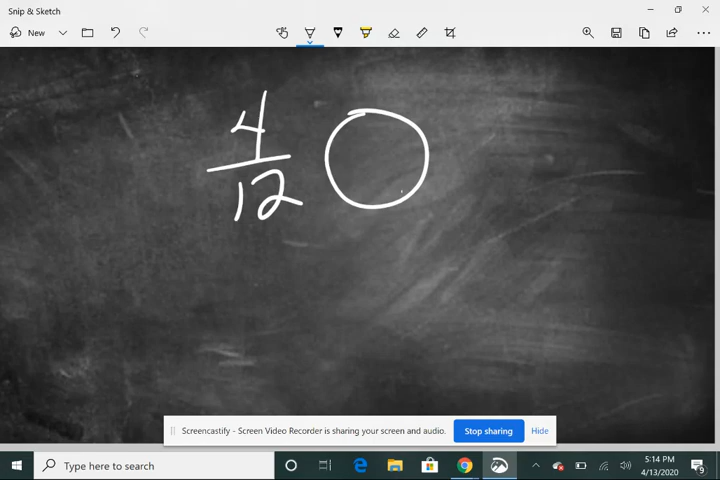 Snip & Sketch
New
4
12
Screencastify - Screen Video Recorder is sharing your screen and audio.
Stop sharing
Hide
Type here to search
5:14 PM
4/13/2020
9